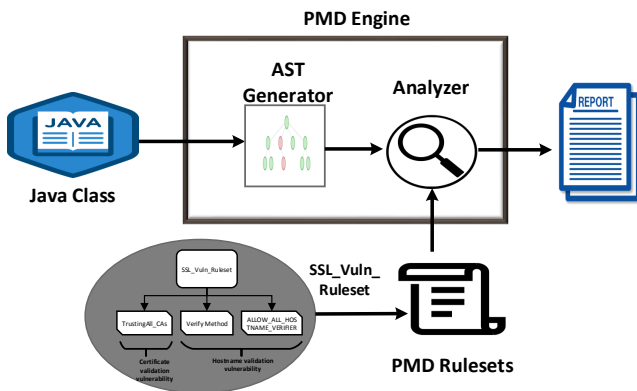 PMD Engine
AST
Generator
Analyzer
JAVA
REPORT
Java Class
SSL_Vuln_Ruleset
SSL_Vuln_
Ruleset
TrustingAll_CAs
Verify Method
ALLOW_ALL_HOS
TNAME_VERIFIER
Certificate
validation
vulnerability
Hostname validation
vulnerability
PMD Rulesets